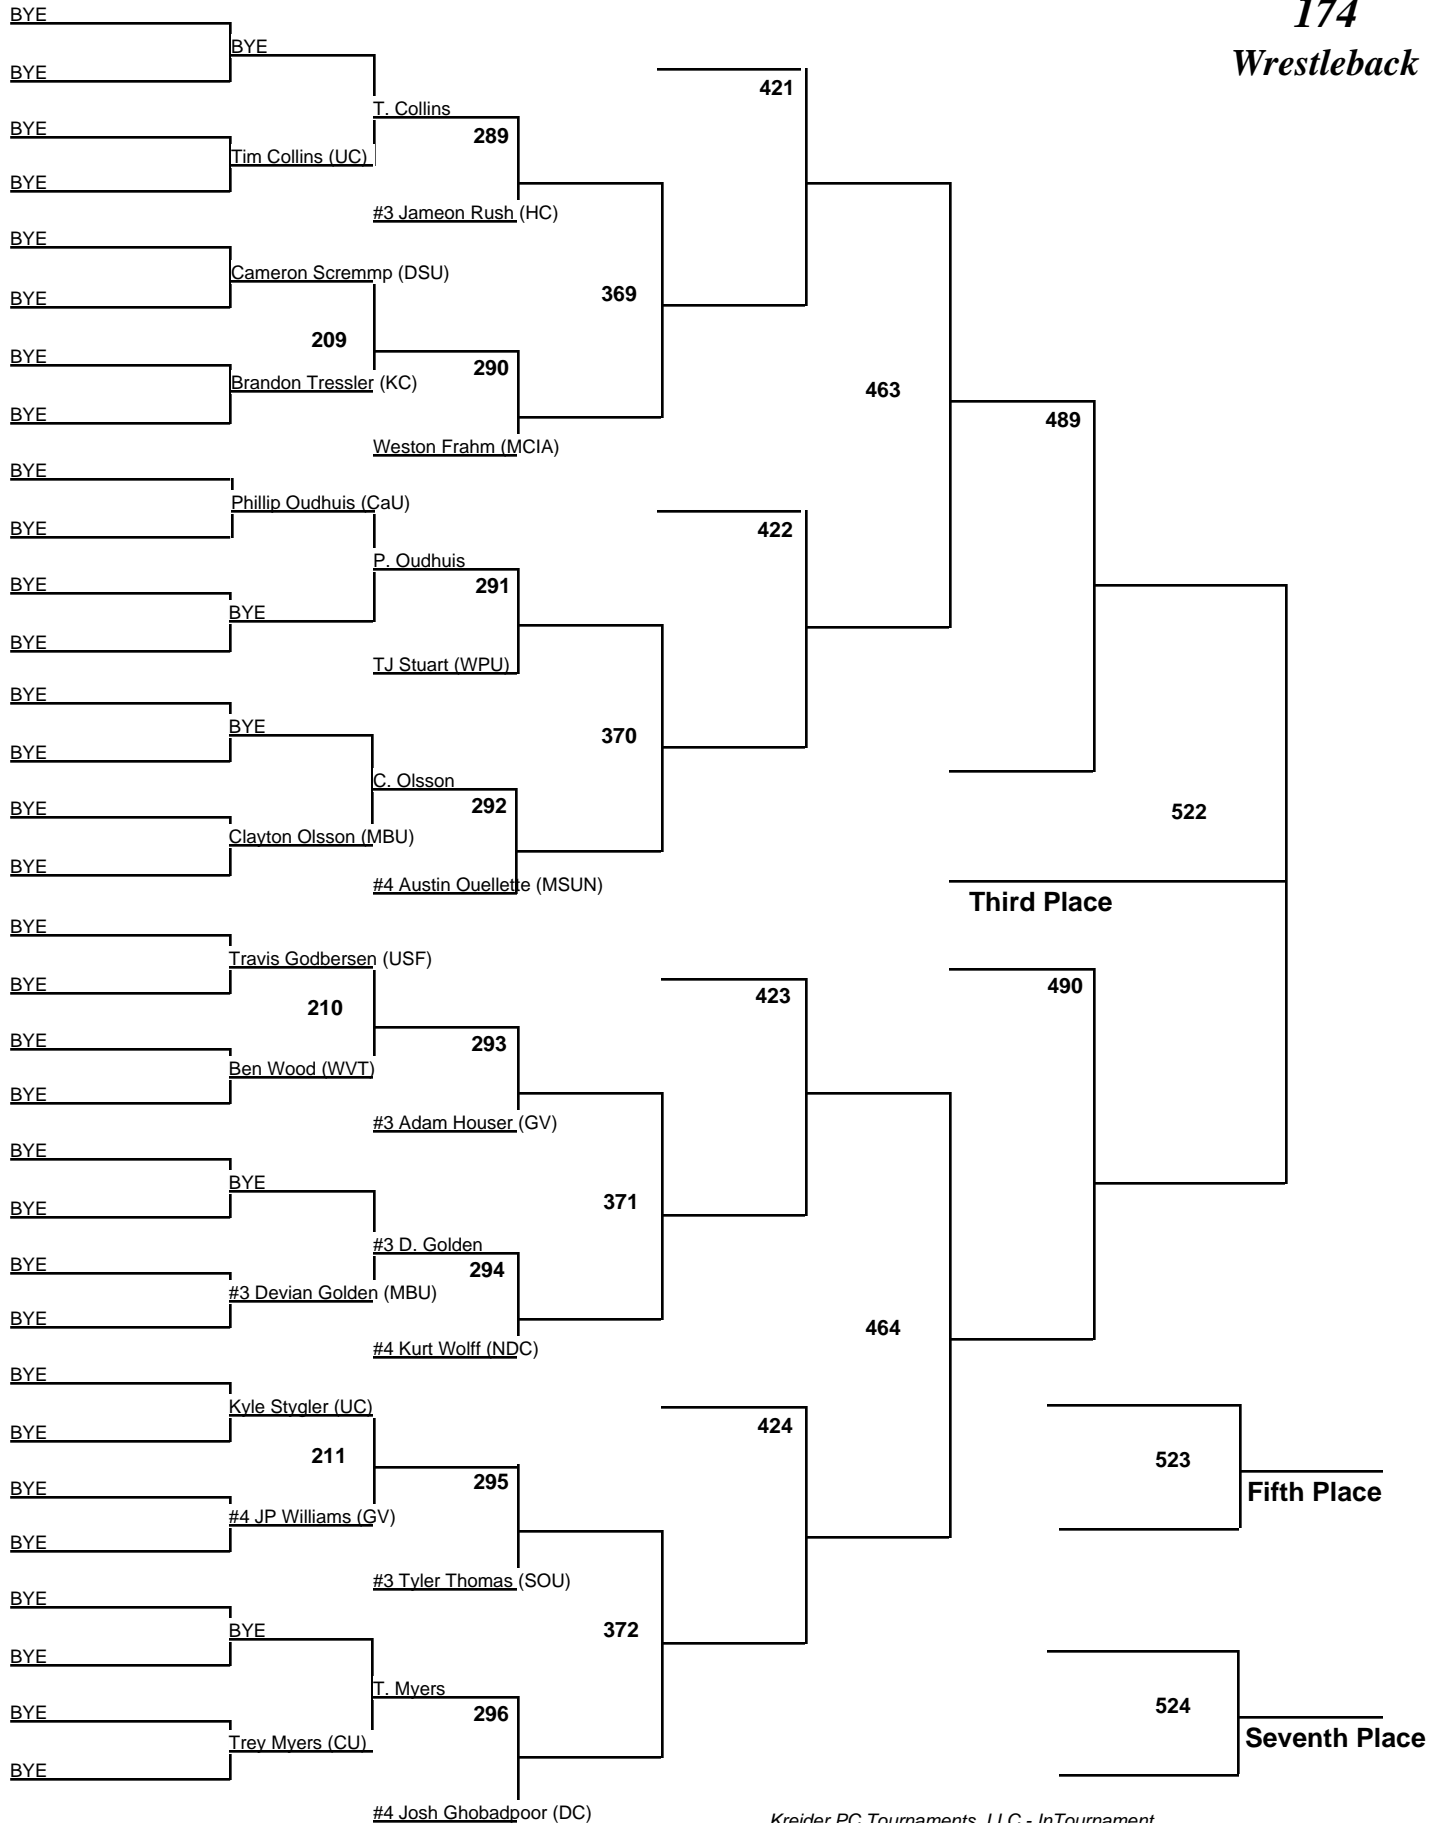 174
Wrestleback
BYE
BYE
BYE
421
BYE
T. Collins
289
Tim Collins (UC)
BYE
#3 Jameon Rush (HC)
BYE
Cameron Scremmp (DSU)
369
BYE
209
BYE
290
Brandon Tressler (KC)
463
BYE
489
Weston Frahm (MCIA)
BYE
Phillip Oudhuis (CaU)
422
BYE
P. Oudhuis
291
BYE
BYE
BYE
TJ Stuart (WPU)
BYE
BYE
370
BYE
C. Olsson
292
BYE
522
Clayton Olsson (MBU)
BYE
#4 Austin Ouellette (MSUN)
Third Place
BYE
Travis Godbersen (USF)
BYE
423
490
210
BYE
293
Ben Wood (WVT)
BYE
#3 Adam Houser (GV)
BYE
BYE
371
BYE
#3 D. Golden
BYE
294
#3 Devian Golden (MBU)
BYE
464
#4 Kurt Wolff (NDC)
BYE
Kyle Stygler (UC)
424
BYE
211
523
295
BYE
Fifth Place
#4 JP Williams (GV)
BYE
#3 Tyler Thomas (SOU)
BYE
BYE
372
BYE
T. Myers
524
BYE
296
Trey Myers (CU)
Seventh Place
BYE
#4 Josh Ghobadpoor (DC)
Kreider PC Tournaments, LLC - InTournament